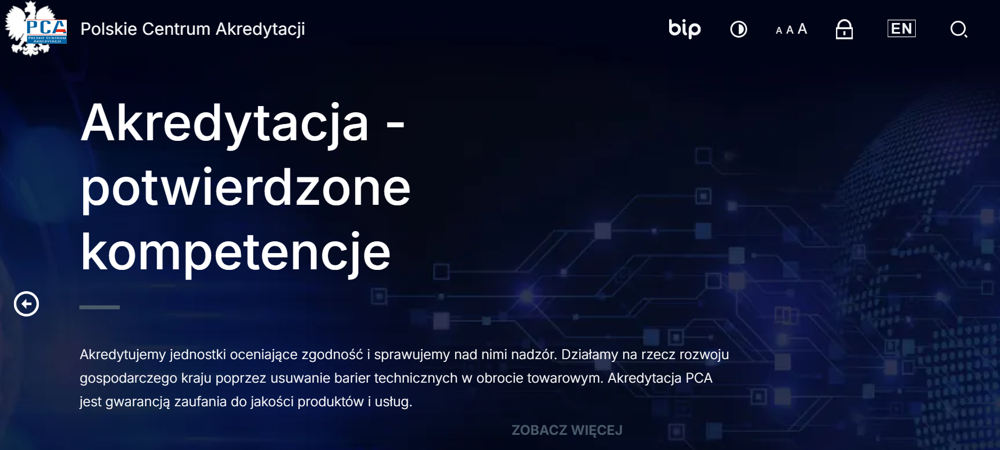 PCA
POLSKIE CENTRUM
AKREDYTACJI
Polskie Centrum Akredytacji
bip
A A A
EN
Akredytacja -
potwierdzone
kompetencje
Akredytujemy jednostki oceniające zgodność i sprawujemy nad nimi nadzór. Działamy na rzecz rozwoju
gospodarczego kraju poprzez usuwanie barier technicznych w obrocie towarowym. Akredytacja PCA
jest gwarancją zaufania do jakości produktów i usług.
ZOBACZ WIĘCEJ